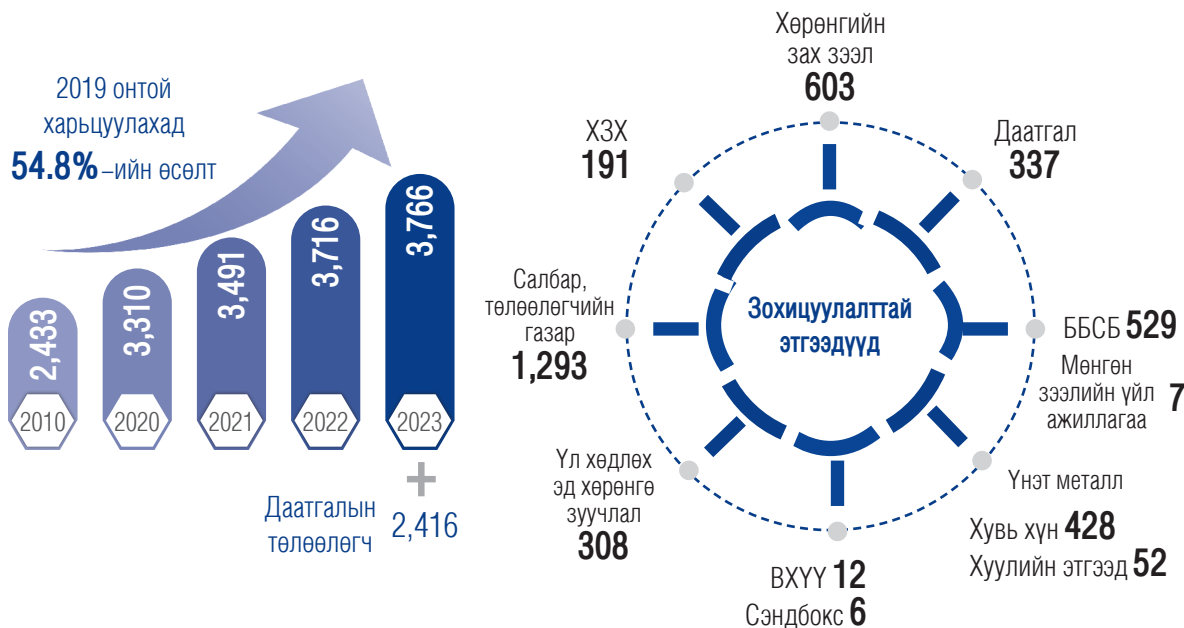 2019 онтой
харьцуулахад
54.8% –ийн өсөлт
2,433
3,310
3,491
3,716
3,766
2010
2020
2021
2022
2023
+
Даатгалын
төлөөлөгч
2,416
Хөрөнгийн
зах зээл
603
Даатгал
337
ББСБ 529
Мөнгөн
зээлийн үйл
ажиллагаа
7
Үнэт металл
Хувь хүн 428
Хуулийн этгээд 52
ВХҮҮ 12
Сэндбокс 6
Үл хөдлөх
эд хөрөнгө
зуучлал
308
Салбар,
төлөөлөгчийн
газар
1,293
ХЗХ
191
Зохицуулалттай
этгээдүүд